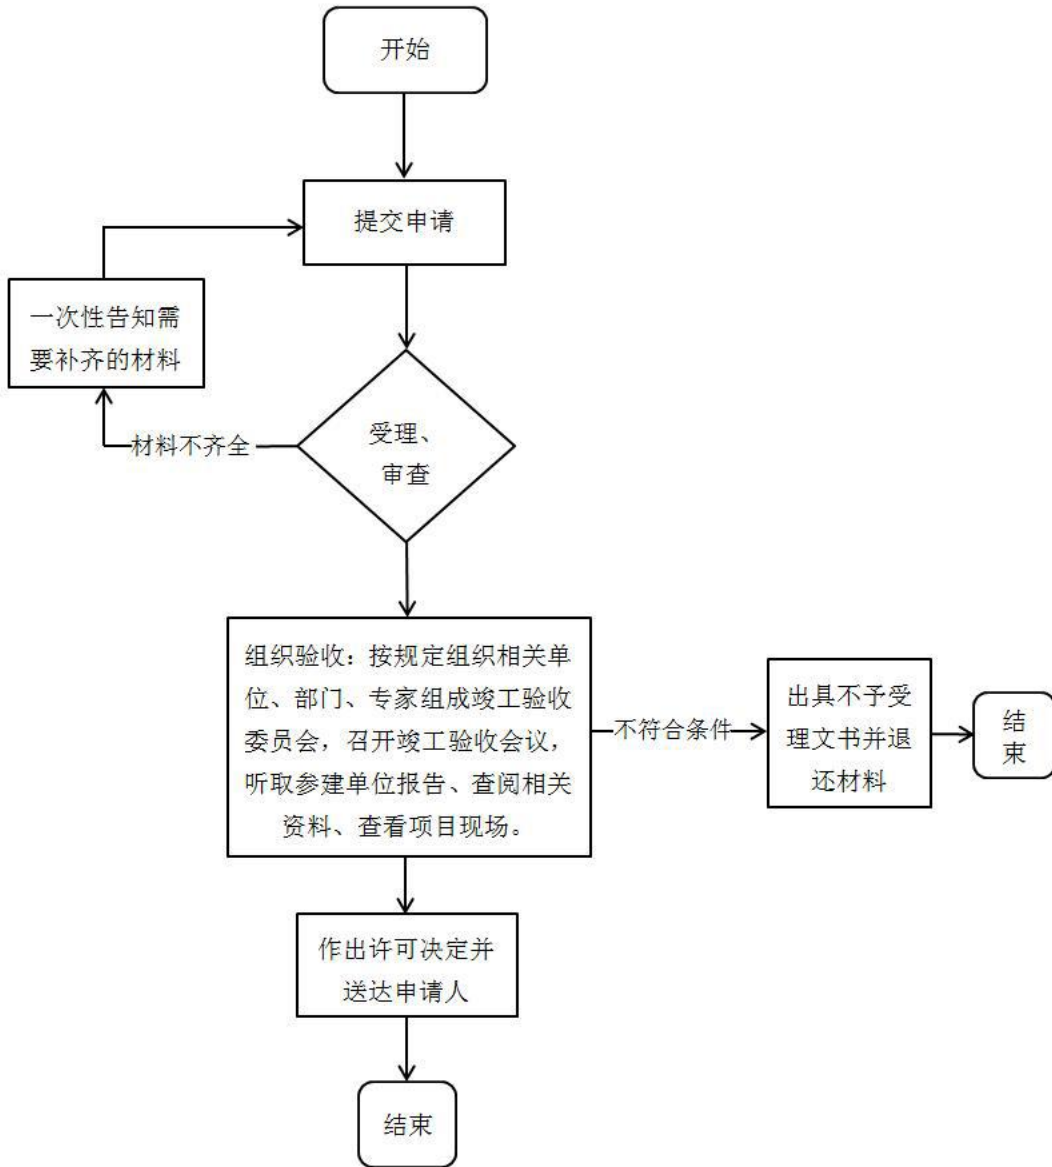 开始
提交申请
一次性告知需
要补齐的材料
材料不齐全
受理、
审查
组织验收：按规定组织相关单
位、部门、专家组成竣工验收
委员会，召开竣工验收会议，
听取参建单位报告、查阅相关
资料、查看项目现场。
不符合条件
出具不予受
理文书并退
还材料
结
束
作出许可决定并
送达申请人
结束